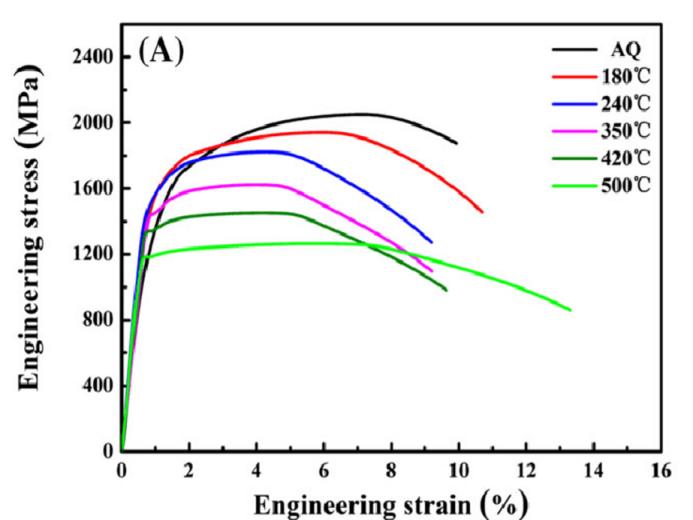 (A)
AQ
180℃
240℃
350℃
420℃
500℃
Engineering stress (MPa)
2400
2000
1600
1200
800
400
0
0 2 4 6 8 10 12 14 16
Engineering strain (%)